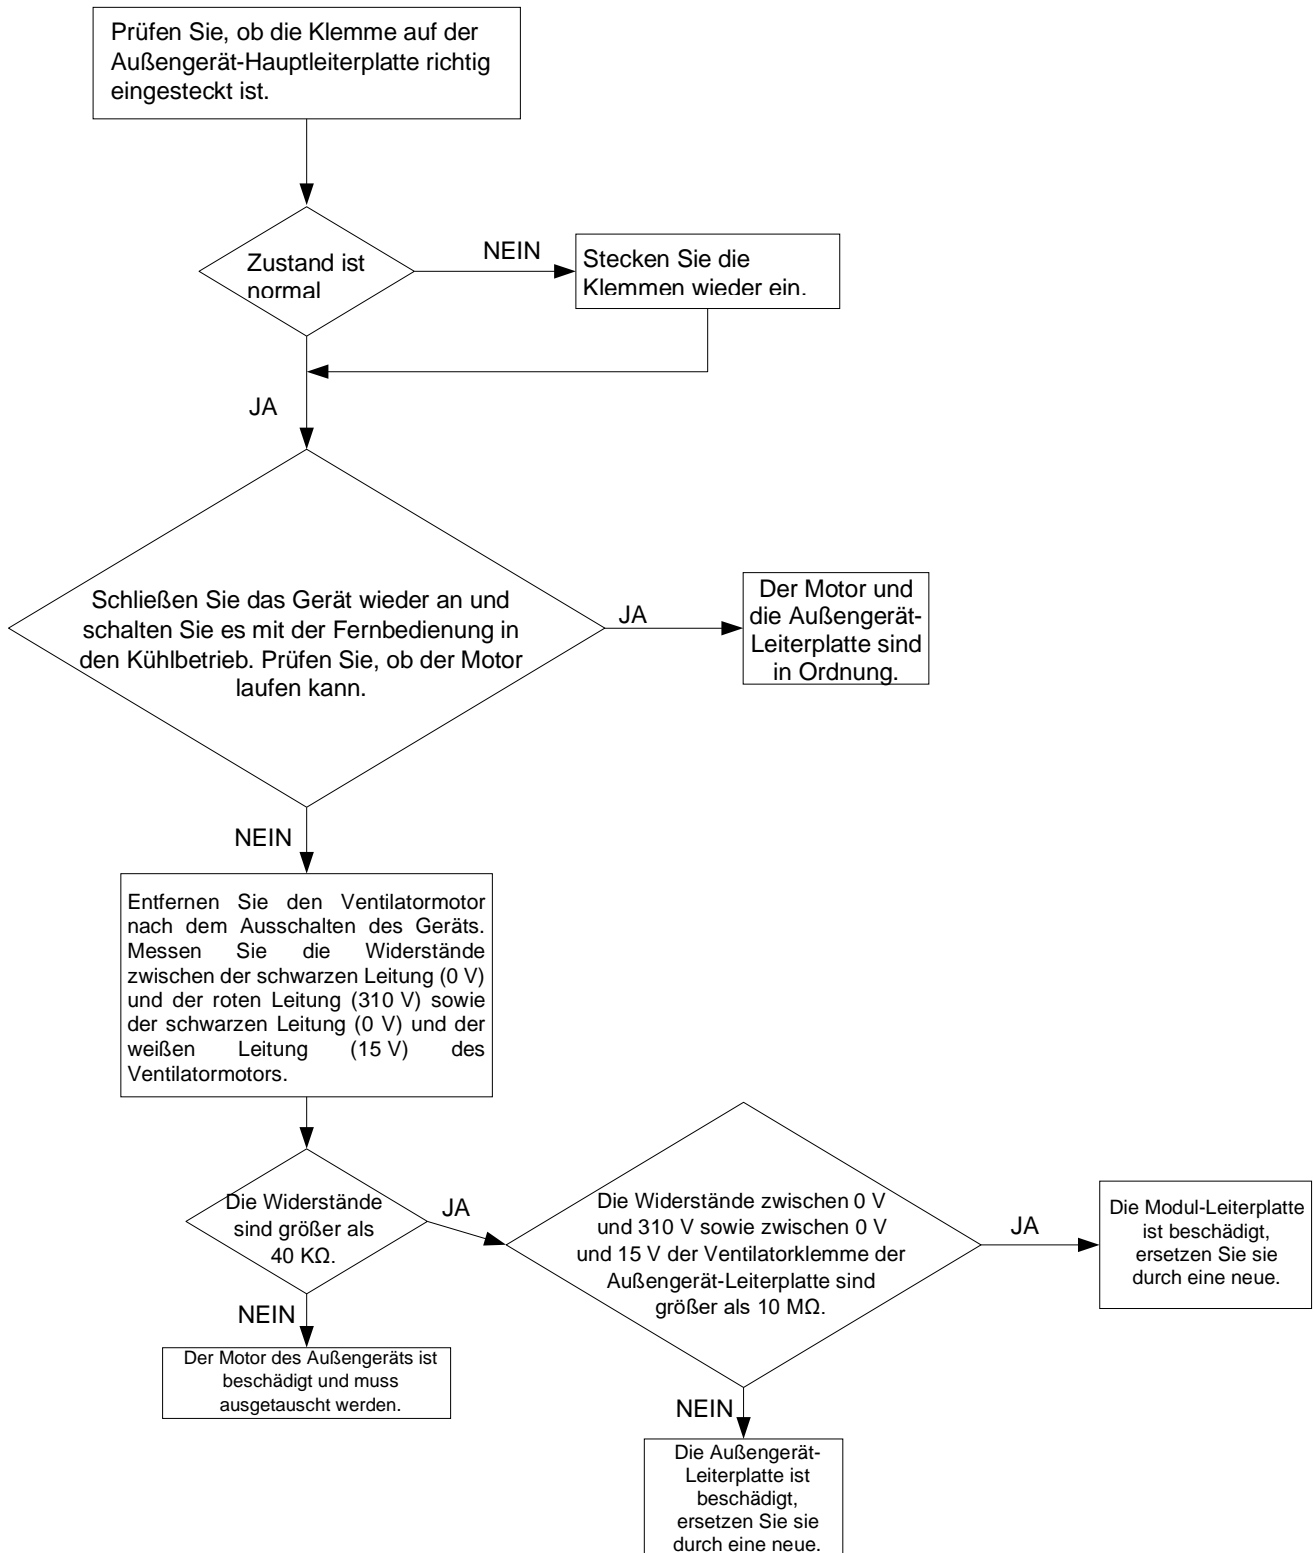 Prüfen Sie, ob die Klemme auf der
Außengerät-Hauptleiterplatte richtig
eingesteckt ist.
Zustand ist
normal
NEIN
Stecken Sie die
Klemmen wieder ein.
JA
Schließen Sie das Gerät wieder an und
schalten Sie es mit der Fernbedienung in
den Kühlbetrieb. Prüfen Sie, ob der Motor
laufen kann.
JA
Der Motor und
die Außengerät-
Leiterplatte sind
in Ordnung.
NEIN
Entfernen Sie den Ventilatormotor
nach dem Ausschalten des Geräts.
Messen Sie die Widerstände
zwischen der schwarzen Leitung (0 V)
und der roten Leitung (310 V) sowie
der schwarzen Leitung (0 V) und der
weißen Leitung (15 V) des
Ventilatormotors.
Die Widerstände
sind größer als
40 KΩ.
JA
Die Widerstände zwischen 0 V
und 310 V sowie zwischen 0 V
und 15 V der Ventilatorklemme der
Außengerät-Leiterplatte sind
größer als 10 MΩ.
JA
Die Modul-Leiterplatte
ist beschädigt,
ersetzen Sie sie
durch eine neue.
NEIN
Der Motor des Außengeräts ist
beschädigt und muss
ausgetauscht werden.
NEIN
Die Außengerät-
Leiterplatte ist
beschädigt,
ersetzen Sie sie
durch eine neue.